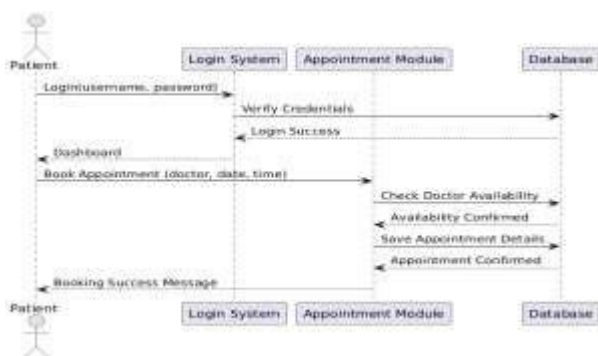 Patient
Login System
Appointment Module
Database
Login(username, password)
Verify Credentials
Login Success
Dashboard
Book Appointment (doctor, date, time)
Check Doctor Availability
Availability Confirmed
Save Appointment Details
Appointment Confirmed
Booking Success Message
Patient
Login System
Appointment Module
Database